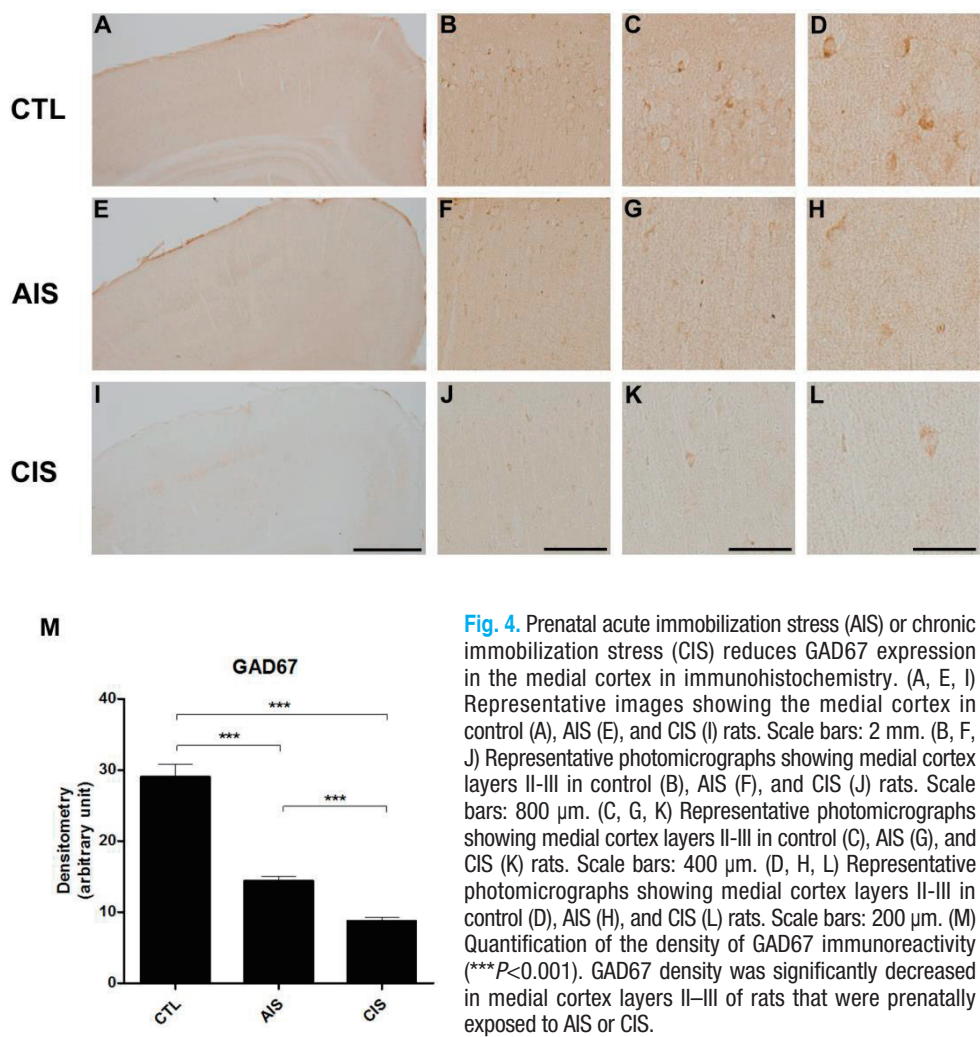 A
B
C
D
CTL
E
F
G
H
AIS
I
J
K
L
CIS
M
GAD67
Densitometry
(arbitrary unit)
40
30
20
10
0
***
***
***
CTL
AIS
CIS
Fig. 4. Prenatal acute immobilization stress (AIS) or chronic
immobilization stress (CIS) reduces GAD67 expression
in the medial cortex in immunohistochemistry. (A, E, I)
Representative images showing the medial cortex in
control (A), AIS (E), and CIS (I) rats. Scale bars: 2 mm. (B, F,
J) Representative photomicrographs showing medial cortex
layers II-III in control (B), AIS (F), and CIS (J) rats. Scale
bars: 800 μm. (C, G, K) Representative photomicrographs
showing medial cortex layers II-III in control (C), AIS (G), and
CIS (K) rats. Scale bars: 400 μm. (D, H, L) Representative
photomicrographs showing medial cortex layers II-III in
control (D), AIS (H), and CIS (L) rats. Scale bars: 200 μm. (M)
Quantification of the density of GAD67 immunoreactivity
(***P<0.001). GAD67 density was significantly decreased
in medial cortex layers II–III of rats that were prenatally
exposed to AIS or CIS.